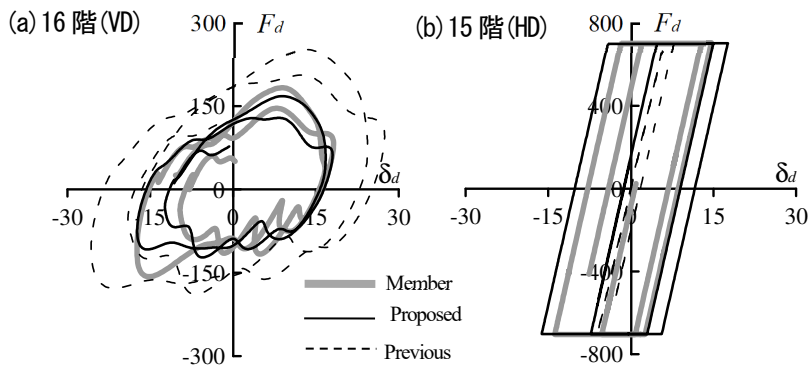 (a) 16 階(VD)
300
Fd
150
δd
-30
15
0
15
30
-150
-300
Member
Proposed
Previous
(b) 15 階(HD)
800
Fd
400
0
δd
-30
-15
0
15
30
-400
-800